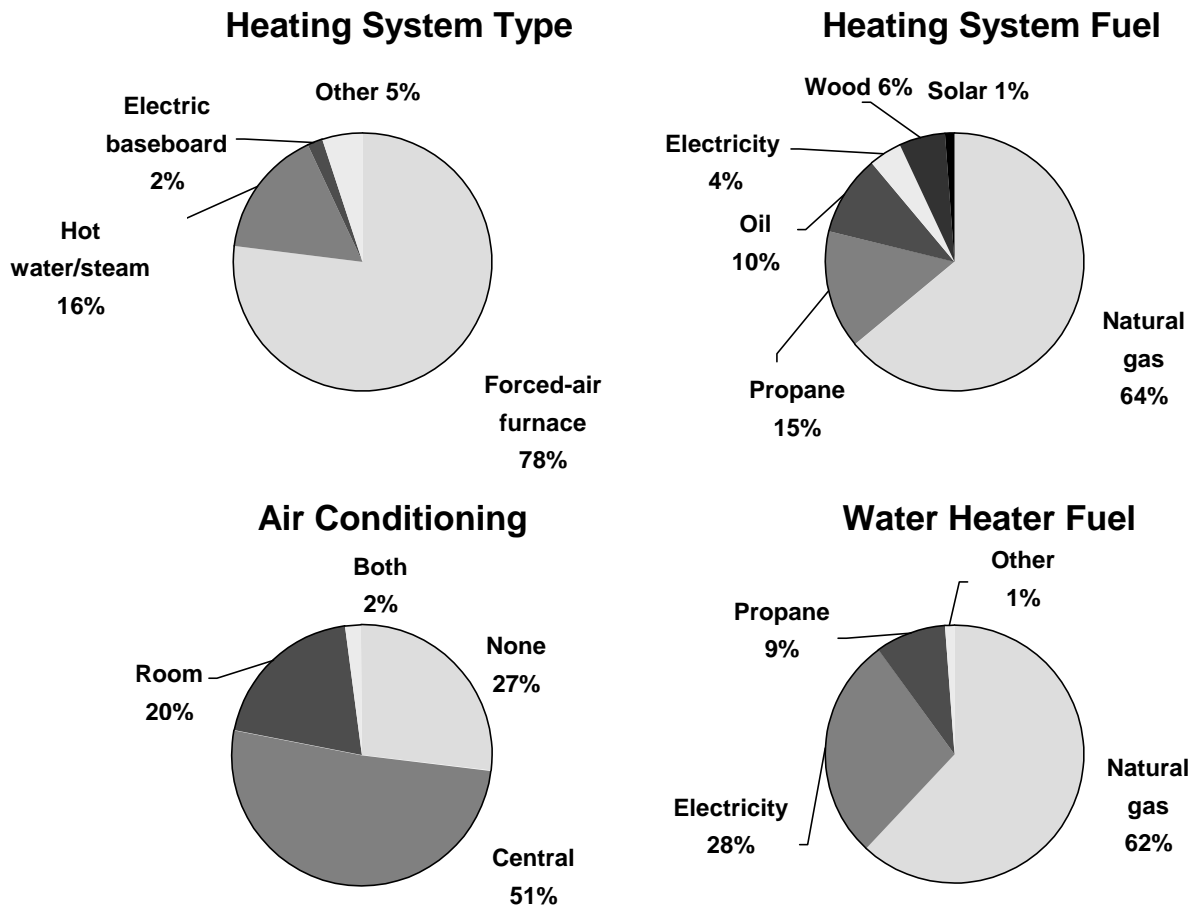 Heating System Type
Other 5%
Electric
baseboard
2%
Hot
water/steam
16%
Forced-air
furnace
78%
Heating System Fuel
Wood 6%
Solar 1%
Electricity
4%
Oil
10%
Propane
15%
Natural
gas
64%
Air Conditioning
Both
2%
None
27%
Room
20%
Central
51%
Water Heater Fuel
Other
1%
Propane
9%
Electricity
28%
Natural
gas
62%